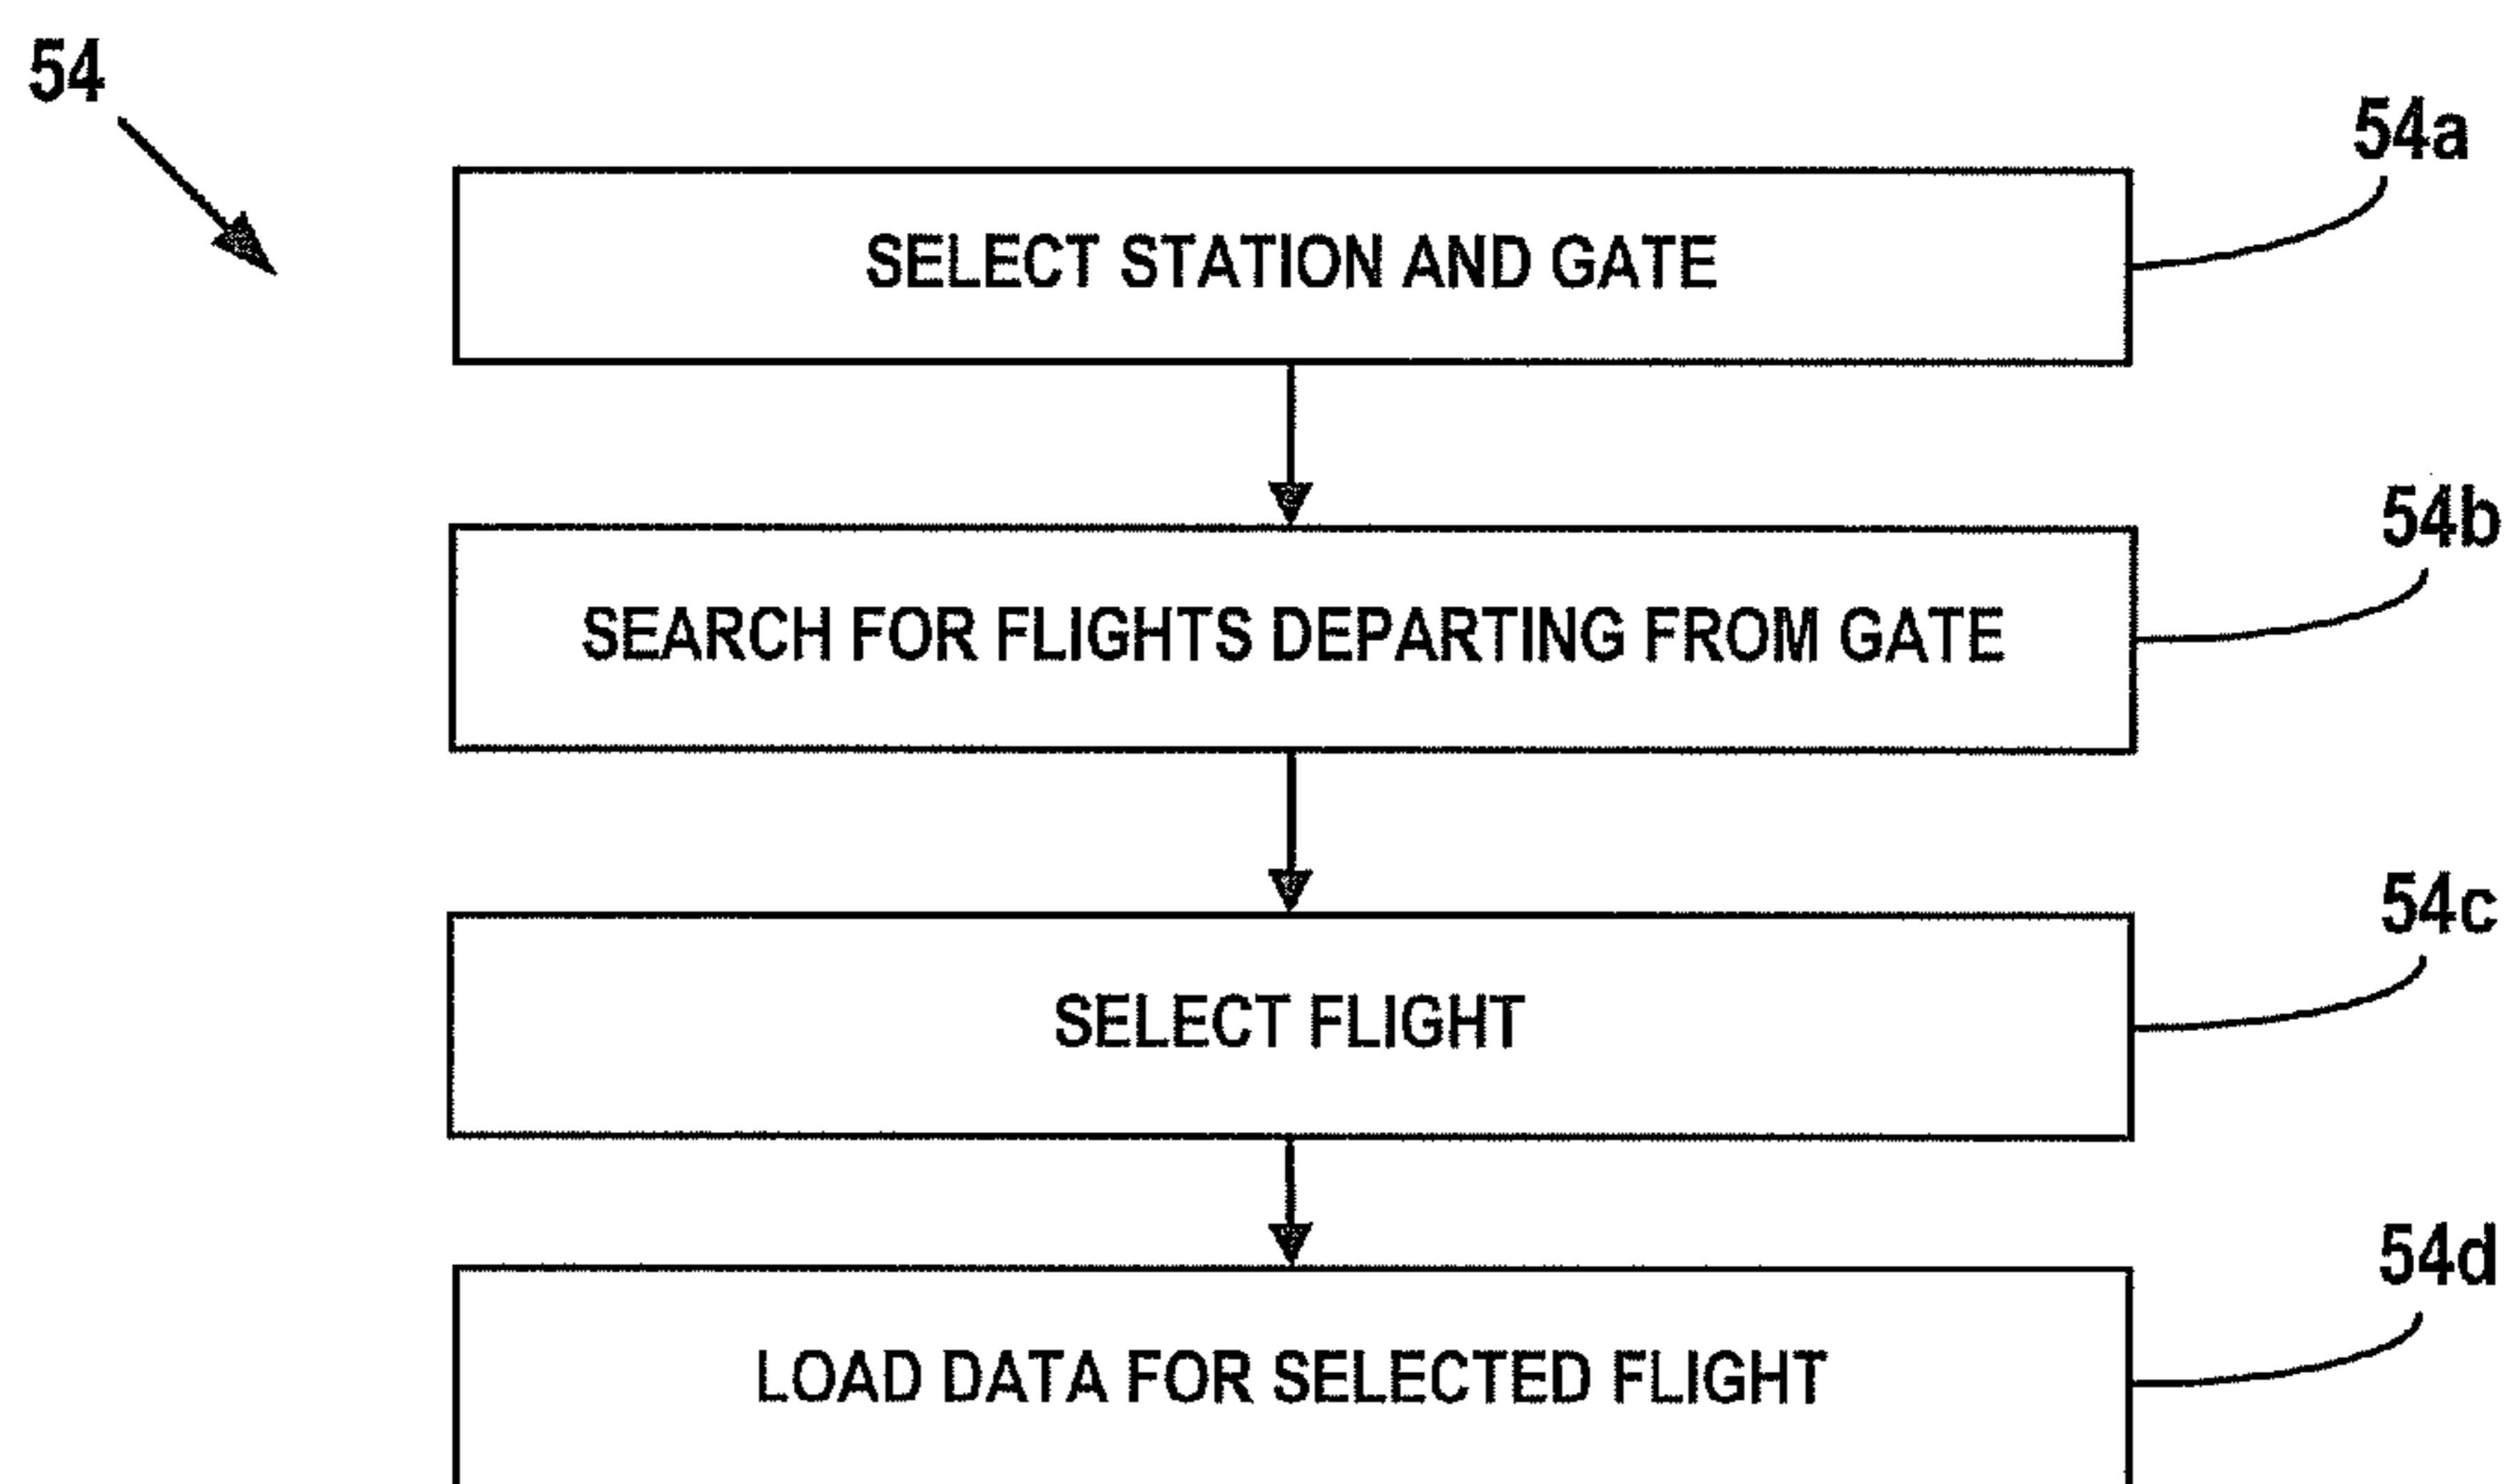 54
54a
SELECT STATION AND GATE
54b
SEARCH FOR FLIGHTS DEPARTING FROM GATE
54c
SELECT FLIGHT
54d
LOAD DATA FOR SELECTED FLIGHT